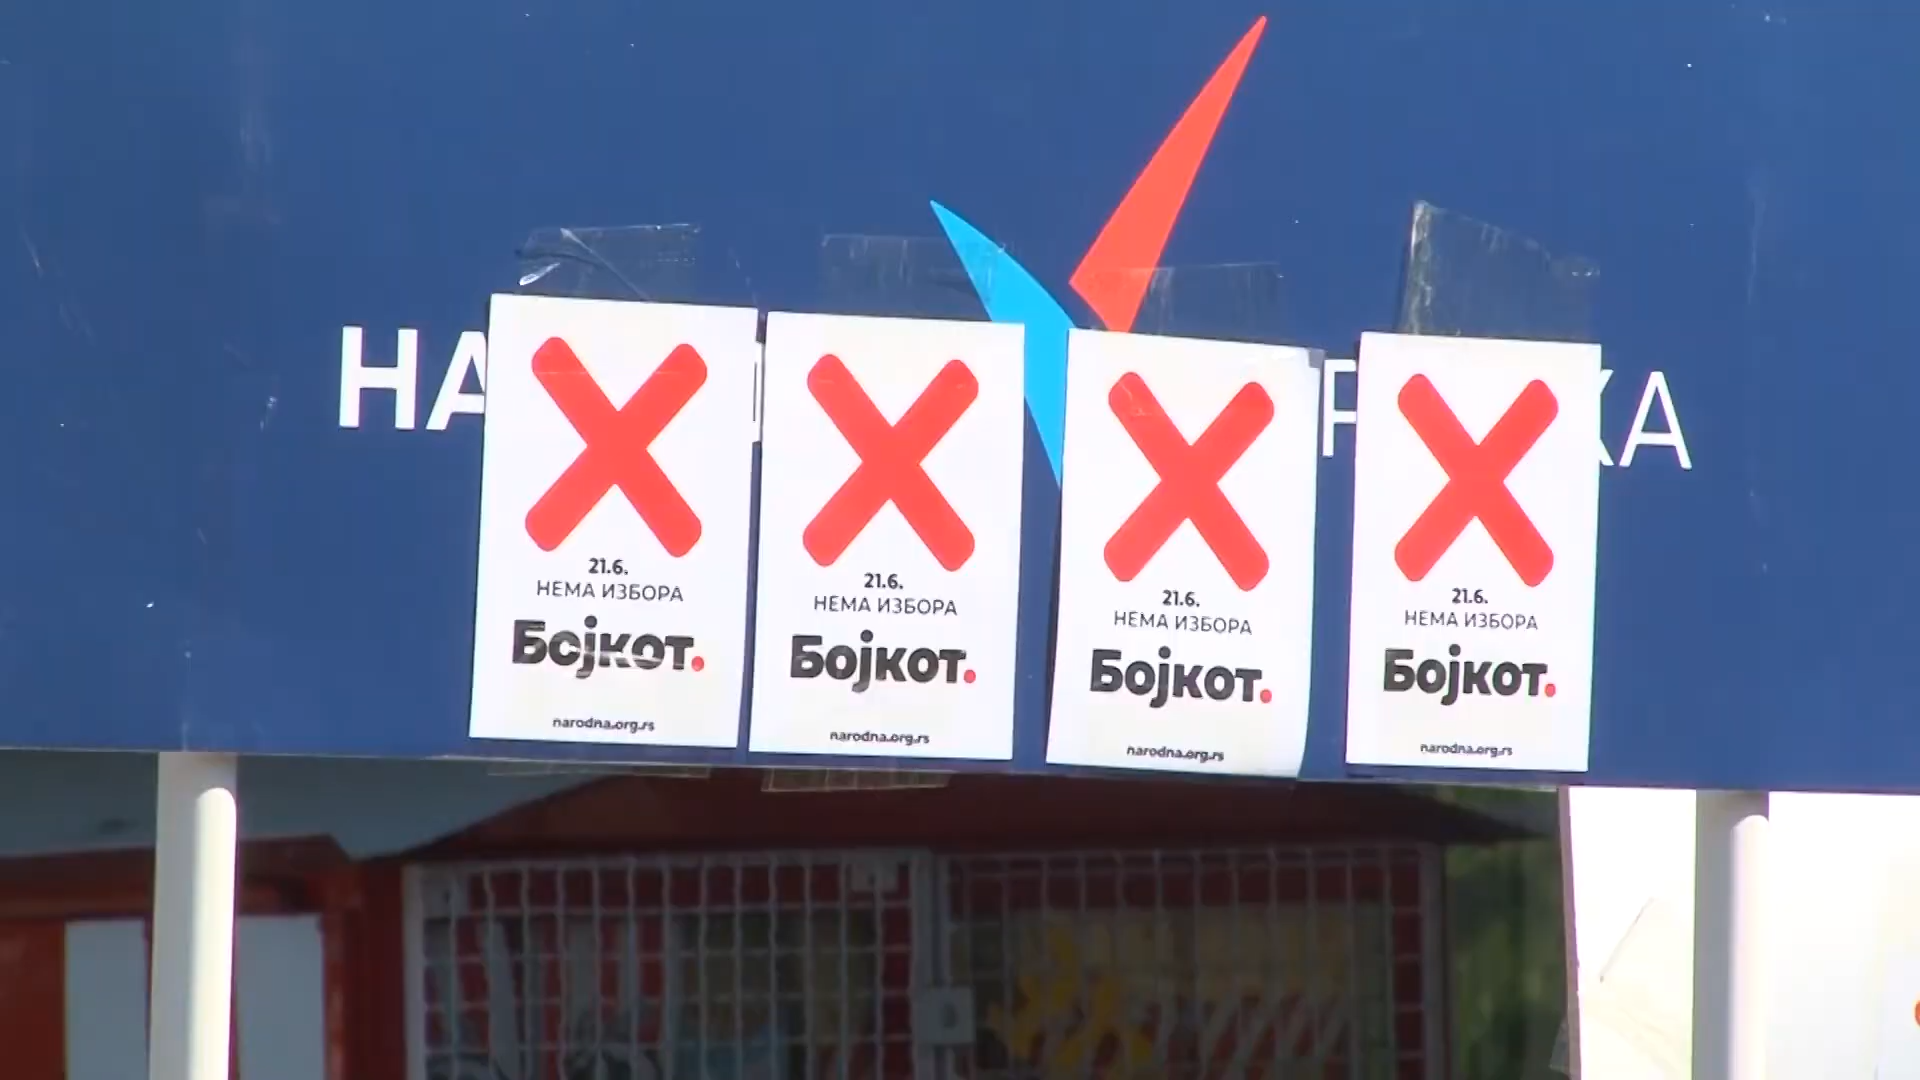 НА
КА
21.6.
НЕМА ИЗБОРА
Бојкот.
narodna.org.rs
21.6.
НЕМА ИЗБОРА
Бојкот.
narodna.org.rs
21.6.
НЕМА ИЗБОРА
Бојкот.
narodna.org.rs
21.6.
НЕМА ИЗБОРА
Бојкот.
narodna.org.rs